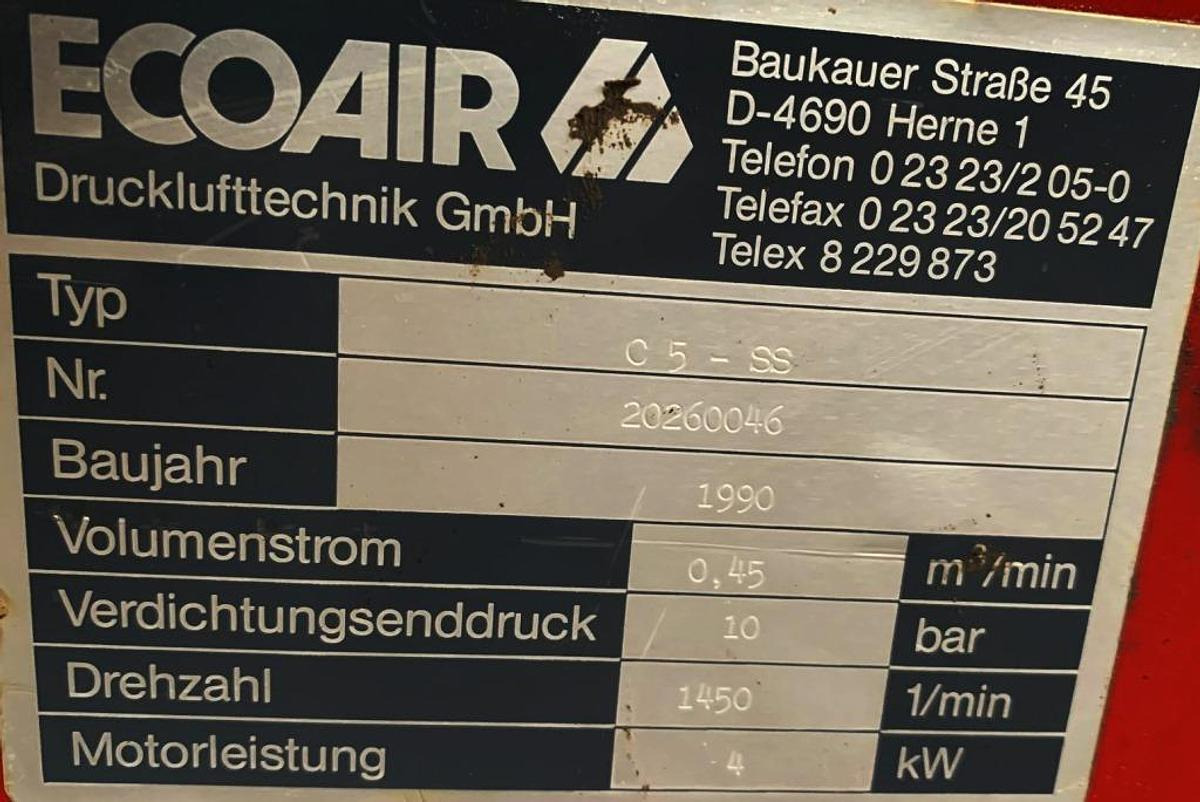 ECOAIR
Drucklufttechnik GmbH
Baukauer Straße 45
D-4690 Herne 1
Telefon 0 23 23/2 05-0
Telefax 0 23 23/20 52 47
Telex 8 229 873
Typ C 5 - SS
Nr. 20260046
Baujahr 1990
Volumenstrom 0,45 m³/min
Verdichtungsenddruck 10 bar
Drehzahl 1450 1/min
Motorleistung 4 kW